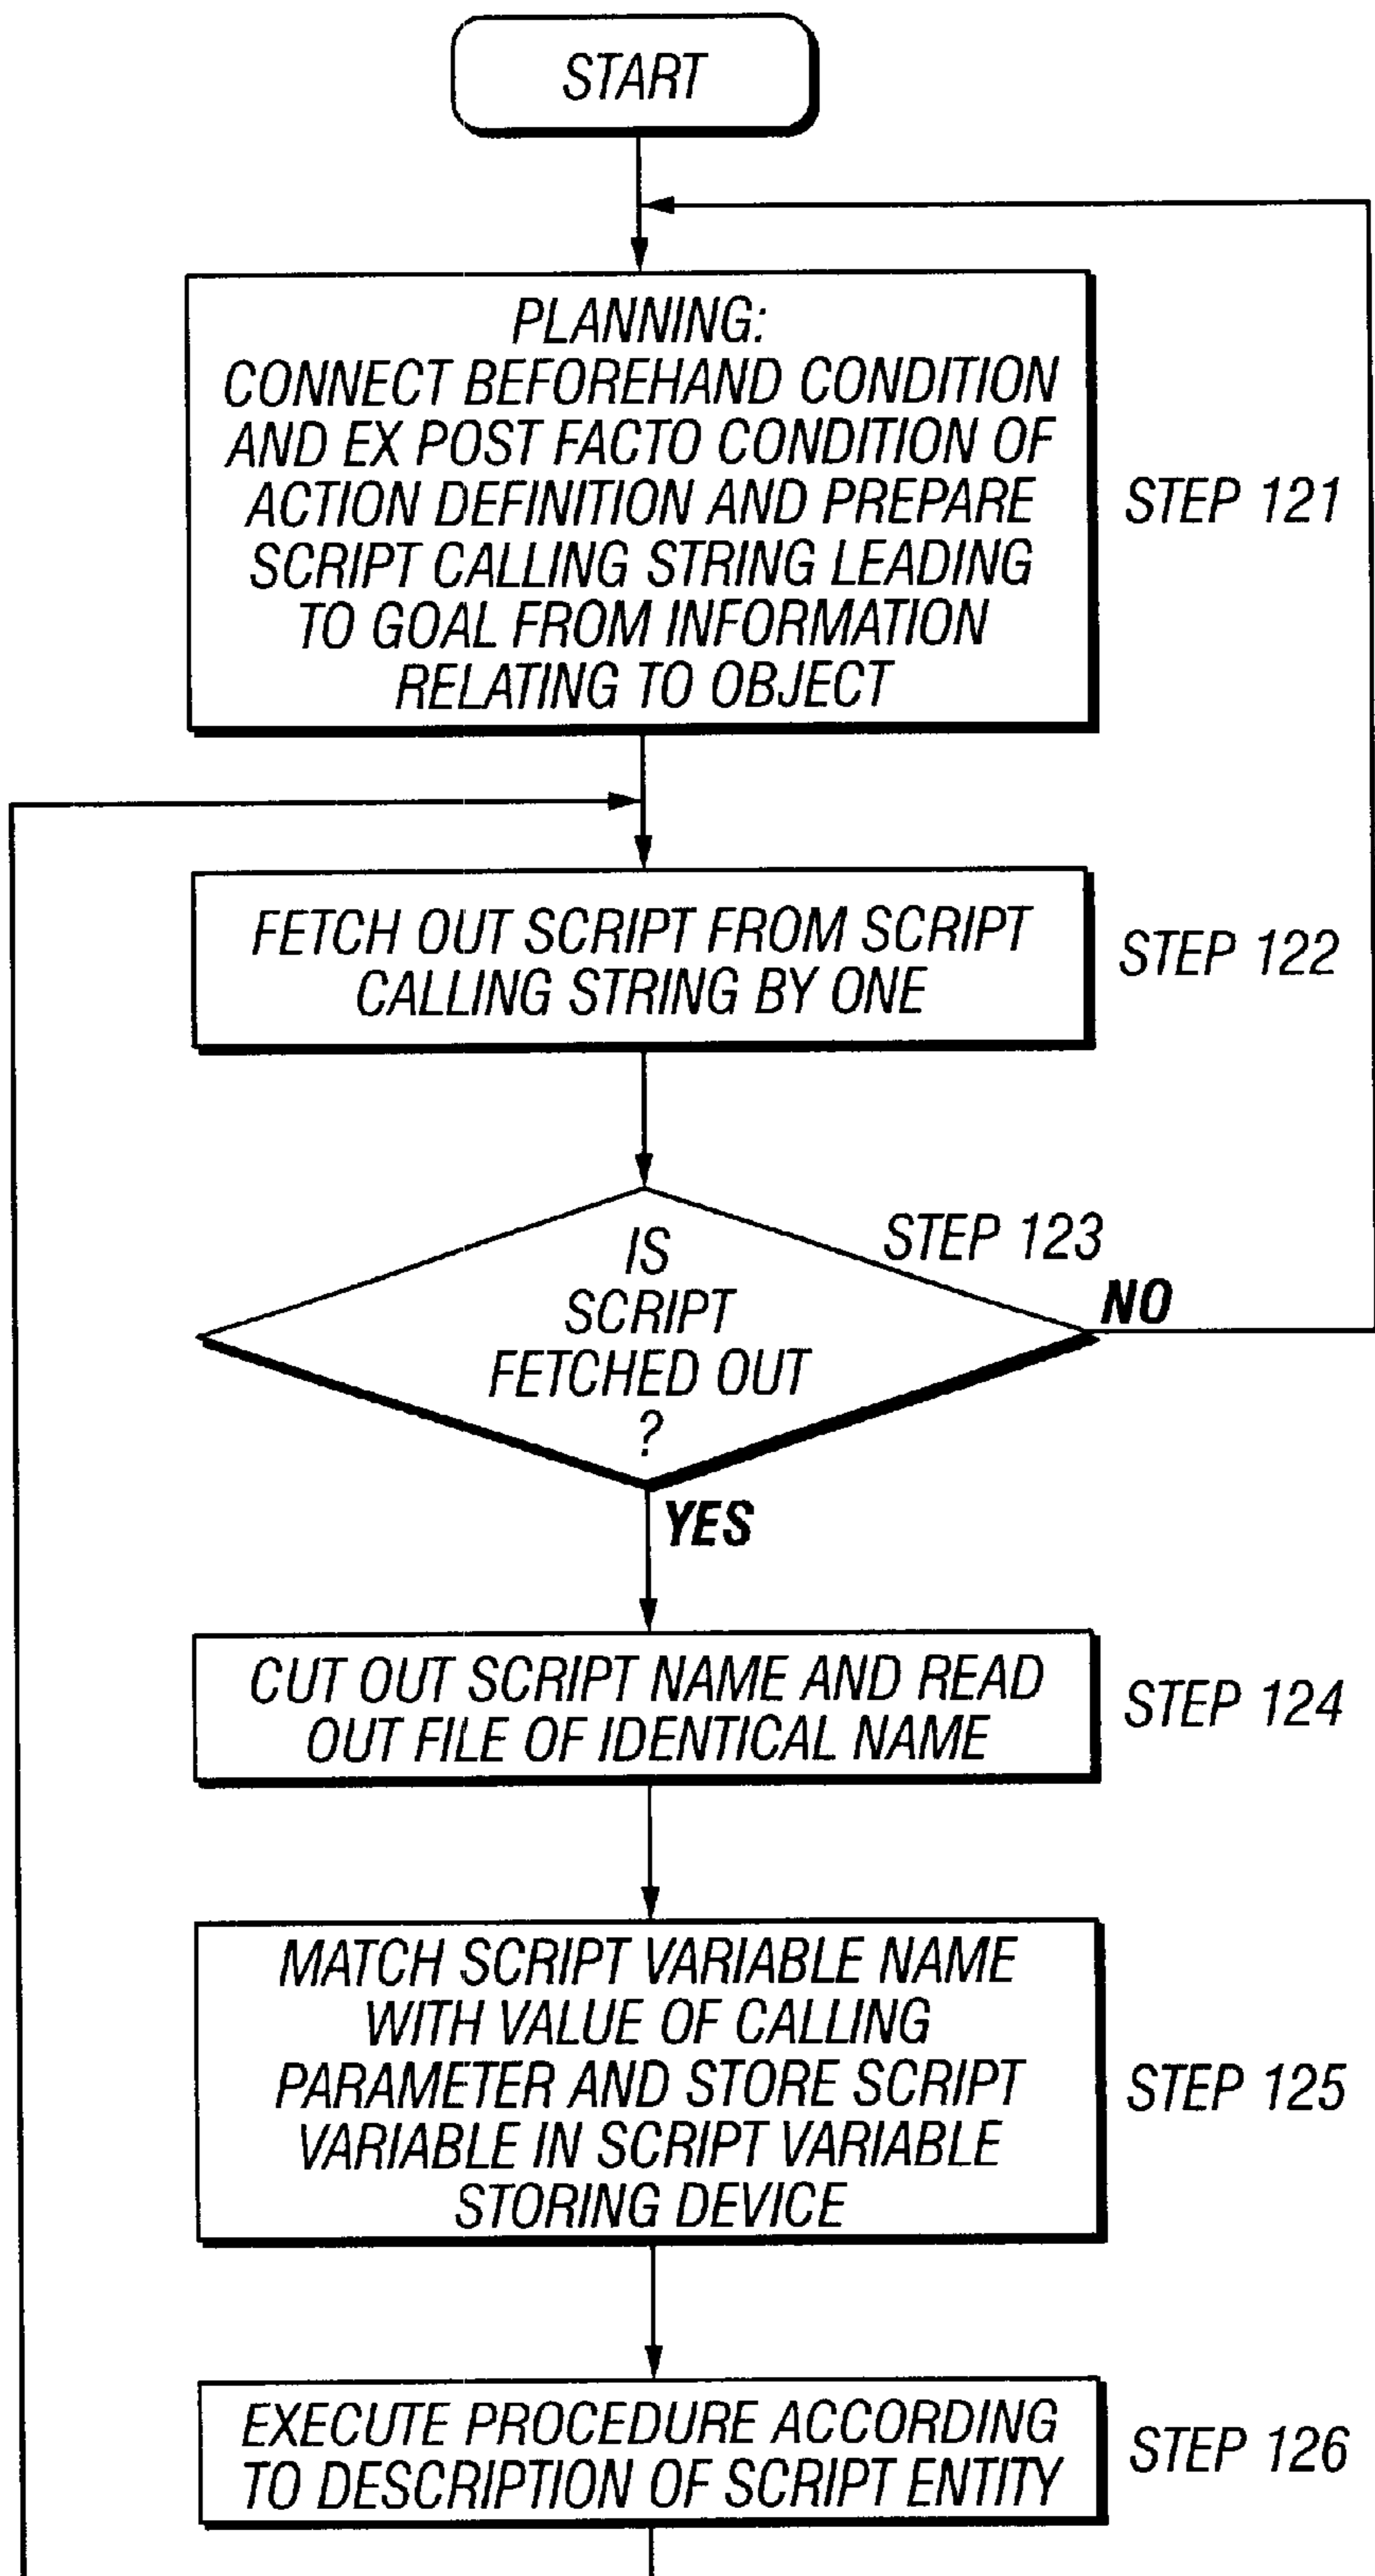 START
PLANNING:
CONNECT BEFOREHAND CONDITION
AND EX POST FACTO CONDITION OF
ACTION DEFINITION AND PREPARE
SCRIPT CALLING STRING LEADING
TO GOAL FROM INFORMATION
RELATING TO OBJECT
STEP 121
FETCH OUT SCRIPT FROM SCRIPT
CALLING STRING BY ONE
STEP 122
IS
SCRIPT
FETCHED OUT
?
STEP 123
NO
YES
CUT OUT SCRIPT NAME AND READ
OUT FILE OF IDENTICAL NAME
STEP 124
MATCH SCRIPT VARIABLE NAME
WITH VALUE OF CALLING
PARAMETER AND STORE SCRIPT
VARIABLE IN SCRIPT VARIABLE
STORING DEVICE
STEP 125
EXECUTE PROCEDURE ACCORDING
TO DESCRIPTION OF SCRIPT ENTITY
STEP 126